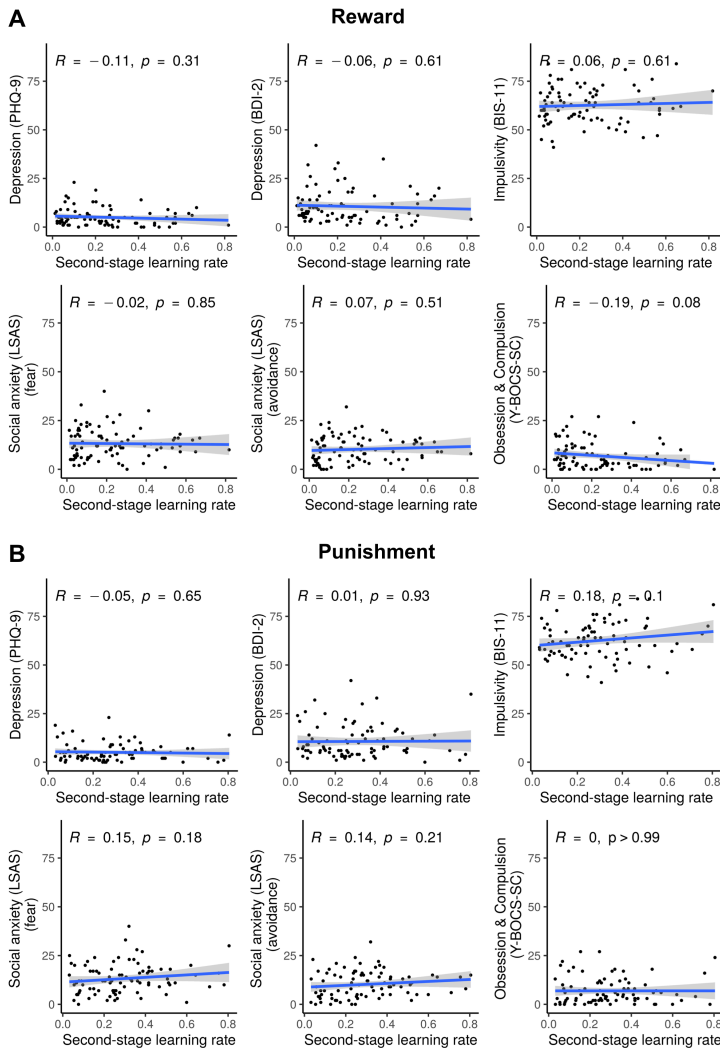 A
Reward
R = −0.11, p = 0.31
R = −0.06, p = 0.61
R = 0.06, p = 0.61
Depression (PHQ-9)
75
50
25
0
0.0 0.2 0.4 0.6 0.8
Second-stage learning rate
Depression (BDI-2)
75
50
25
0
0.0 0.2 0.4 0.6 0.8
Second-stage learning rate
Impulsivity (BIS-11)
75
50
25
0
0.0 0.2 0.4 0.6 0.8
Second-stage learning rate
R = −0.02, p = 0.85
R = 0.07, p = 0.51
R = −0.19, p = 0.08
Social anxiety (LSAS)
(fear)
75
50
25
0
0.0 0.2 0.4 0.6 0.8
Second-stage learning rate
Social anxiety (LSAS)
(avoidance)
75
50
25
0
0.0 0.2 0.4 0.6 0.8
Second-stage learning rate
Obsession & Compulsion
(Y-BOCS-SC)
75
50
25
0
0.0 0.2 0.4 0.6 0.8
Second-stage learning rate
B
Punishment
R = −0.05, p = 0.65
R = 0.01, p = 0.93
R = 0.18, p = 0.1
Depression (PHQ-9)
75
50
25
0
0.0 0.2 0.4 0.6 0.8
Second-stage learning rate
Depression (BDI-2)
75
50
25
0
0.0 0.2 0.4 0.6 0.8
Second-stage learning rate
Impulsivity (BIS-11)
75
50
25
0
0.0 0.2 0.4 0.6 0.8
Second-stage learning rate
R = 0.15, p = 0.18
R = 0.14, p = 0.21
R = 0, p > 0.99
Social anxiety (LSAS)
(fear)
75
50
25
0
0.0 0.2 0.4 0.6 0.8
Second-stage learning rate
Social anxiety (LSAS)
(avoidance)
75
50
25
0
0.0 0.2 0.4 0.6 0.8
Second-stage learning rate
Obsession & Compulsion
(Y-BOCS-SC)
75
50
25
0
0.0 0.2 0.4 0.6 0.8
Second-stage learning rate